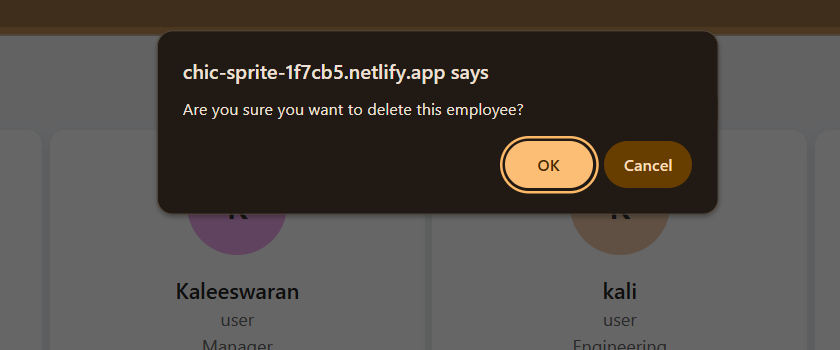 chic-sprite-1f7cb5.netlify.app says
Are you sure you want to delete this employee?
OK Cancel
Kaleeswaran kali
user user
Manager Engineering